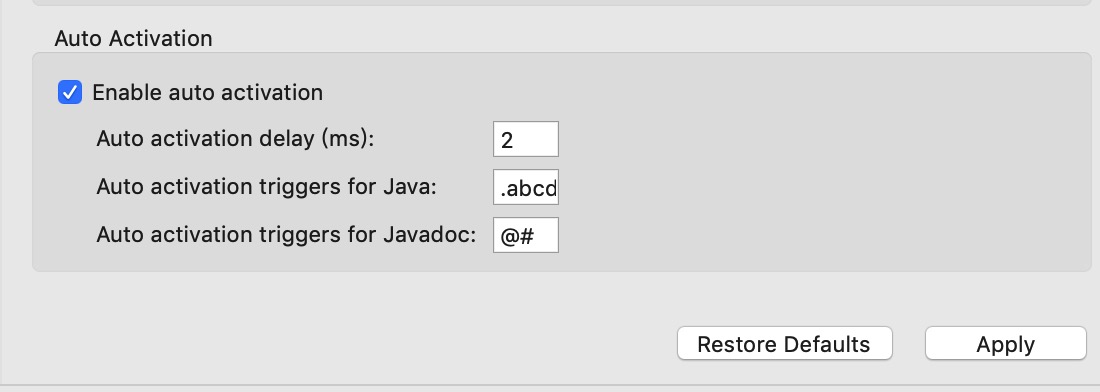 Auto Activation
Enable auto activation
Auto activation delay (ms): 2
Auto activation triggers for Java: .abcd
Auto activation triggers for Javadoc: @#
Restore Defaults Apply